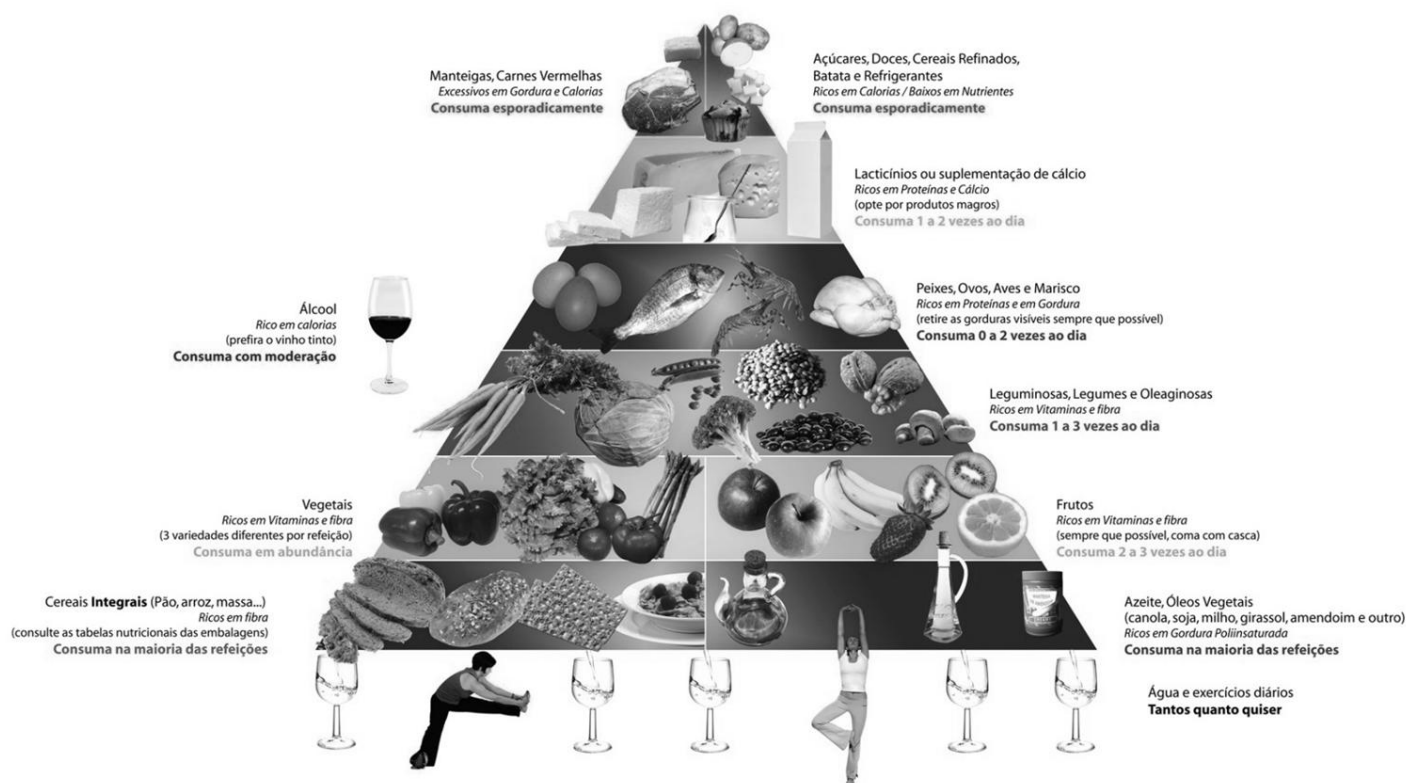 Manteigas, Carnes Vermelhas
Excessivos em Gordura e Calorias
Consuma esporadicamente
Açúcares, Doces, Cereais Refinados,
Batata e Refrigerantes
Ricos em Calorias / Baixos em Nutrientes
Consuma esporadicamente
Lacticínios ou suplementação de cálcio
Ricos em Proteínas e Cálcio
(opte por produtos magros)
Consuma 1 a 2 vezes ao dia
Álcool
Rico em calorias
(prefira o vinho tinto)
Consuma com moderação
Peixes, Ovos, Aves e Marisco
Ricos em Proteínas e em Gordura
(retire as gorduras visíveis sempre que possível)
Consuma 0 a 2 vezes ao dia
Leguminosas, Legumes e Oleaginosas
Ricos em Vitaminas e fibra
Consuma 1 a 3 vezes ao dia
Vegetais
Ricos em Vitaminas e fibra
(3 variedades diferentes por refeição)
Consuma em abundância
Frutos
Ricos em Vitaminas e fibra
(sempre que possível, coma com casca)
Consuma 2 a 3 vezes ao dia
Cereais Integrais (Pão, arroz, massa...)
Ricos em fibra
(consulte as tabelas nutricionais das embalagens)
Consuma na maioria das refeições
Azeite, Óleos Vegetais
(canola, soja, milho, girassol, amendoim e outro)
Ricos em Gordura Poliinsaturada
Consuma na maioria das refeições
Água e exercícios diários
Tantos quanto quiser